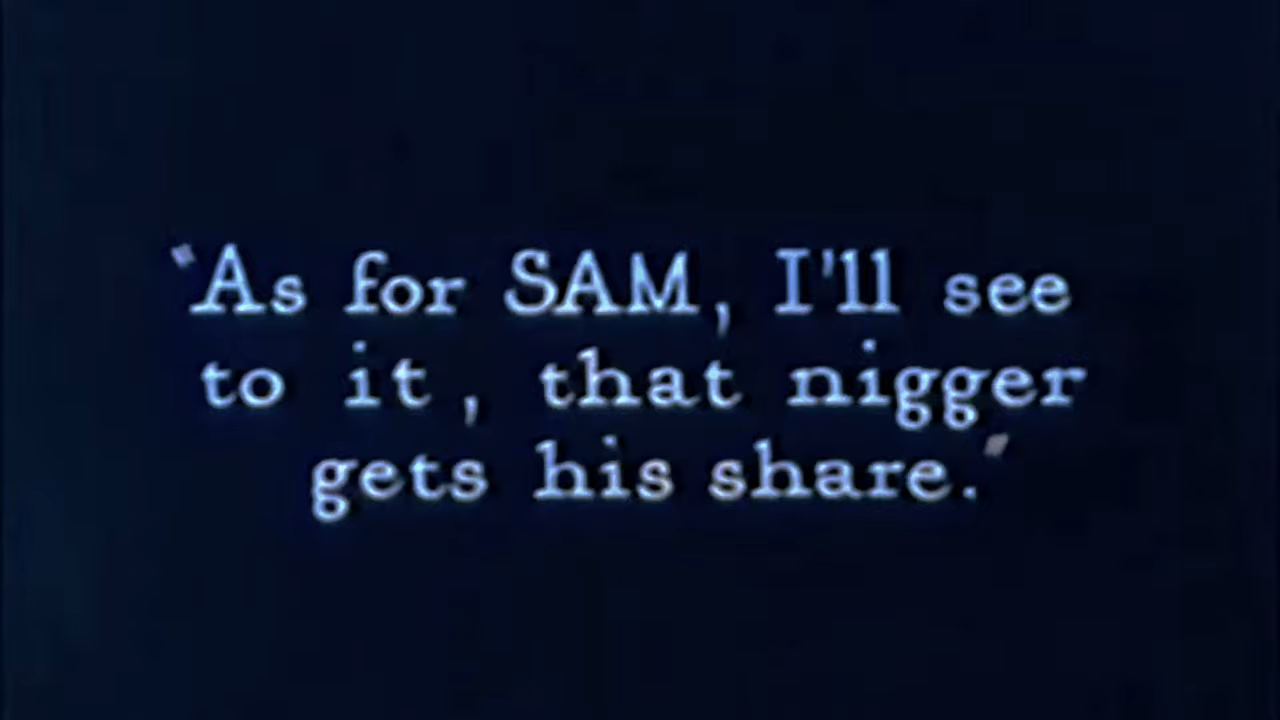 "As for SAM, I'll see
to it, that nigger
gets his share."